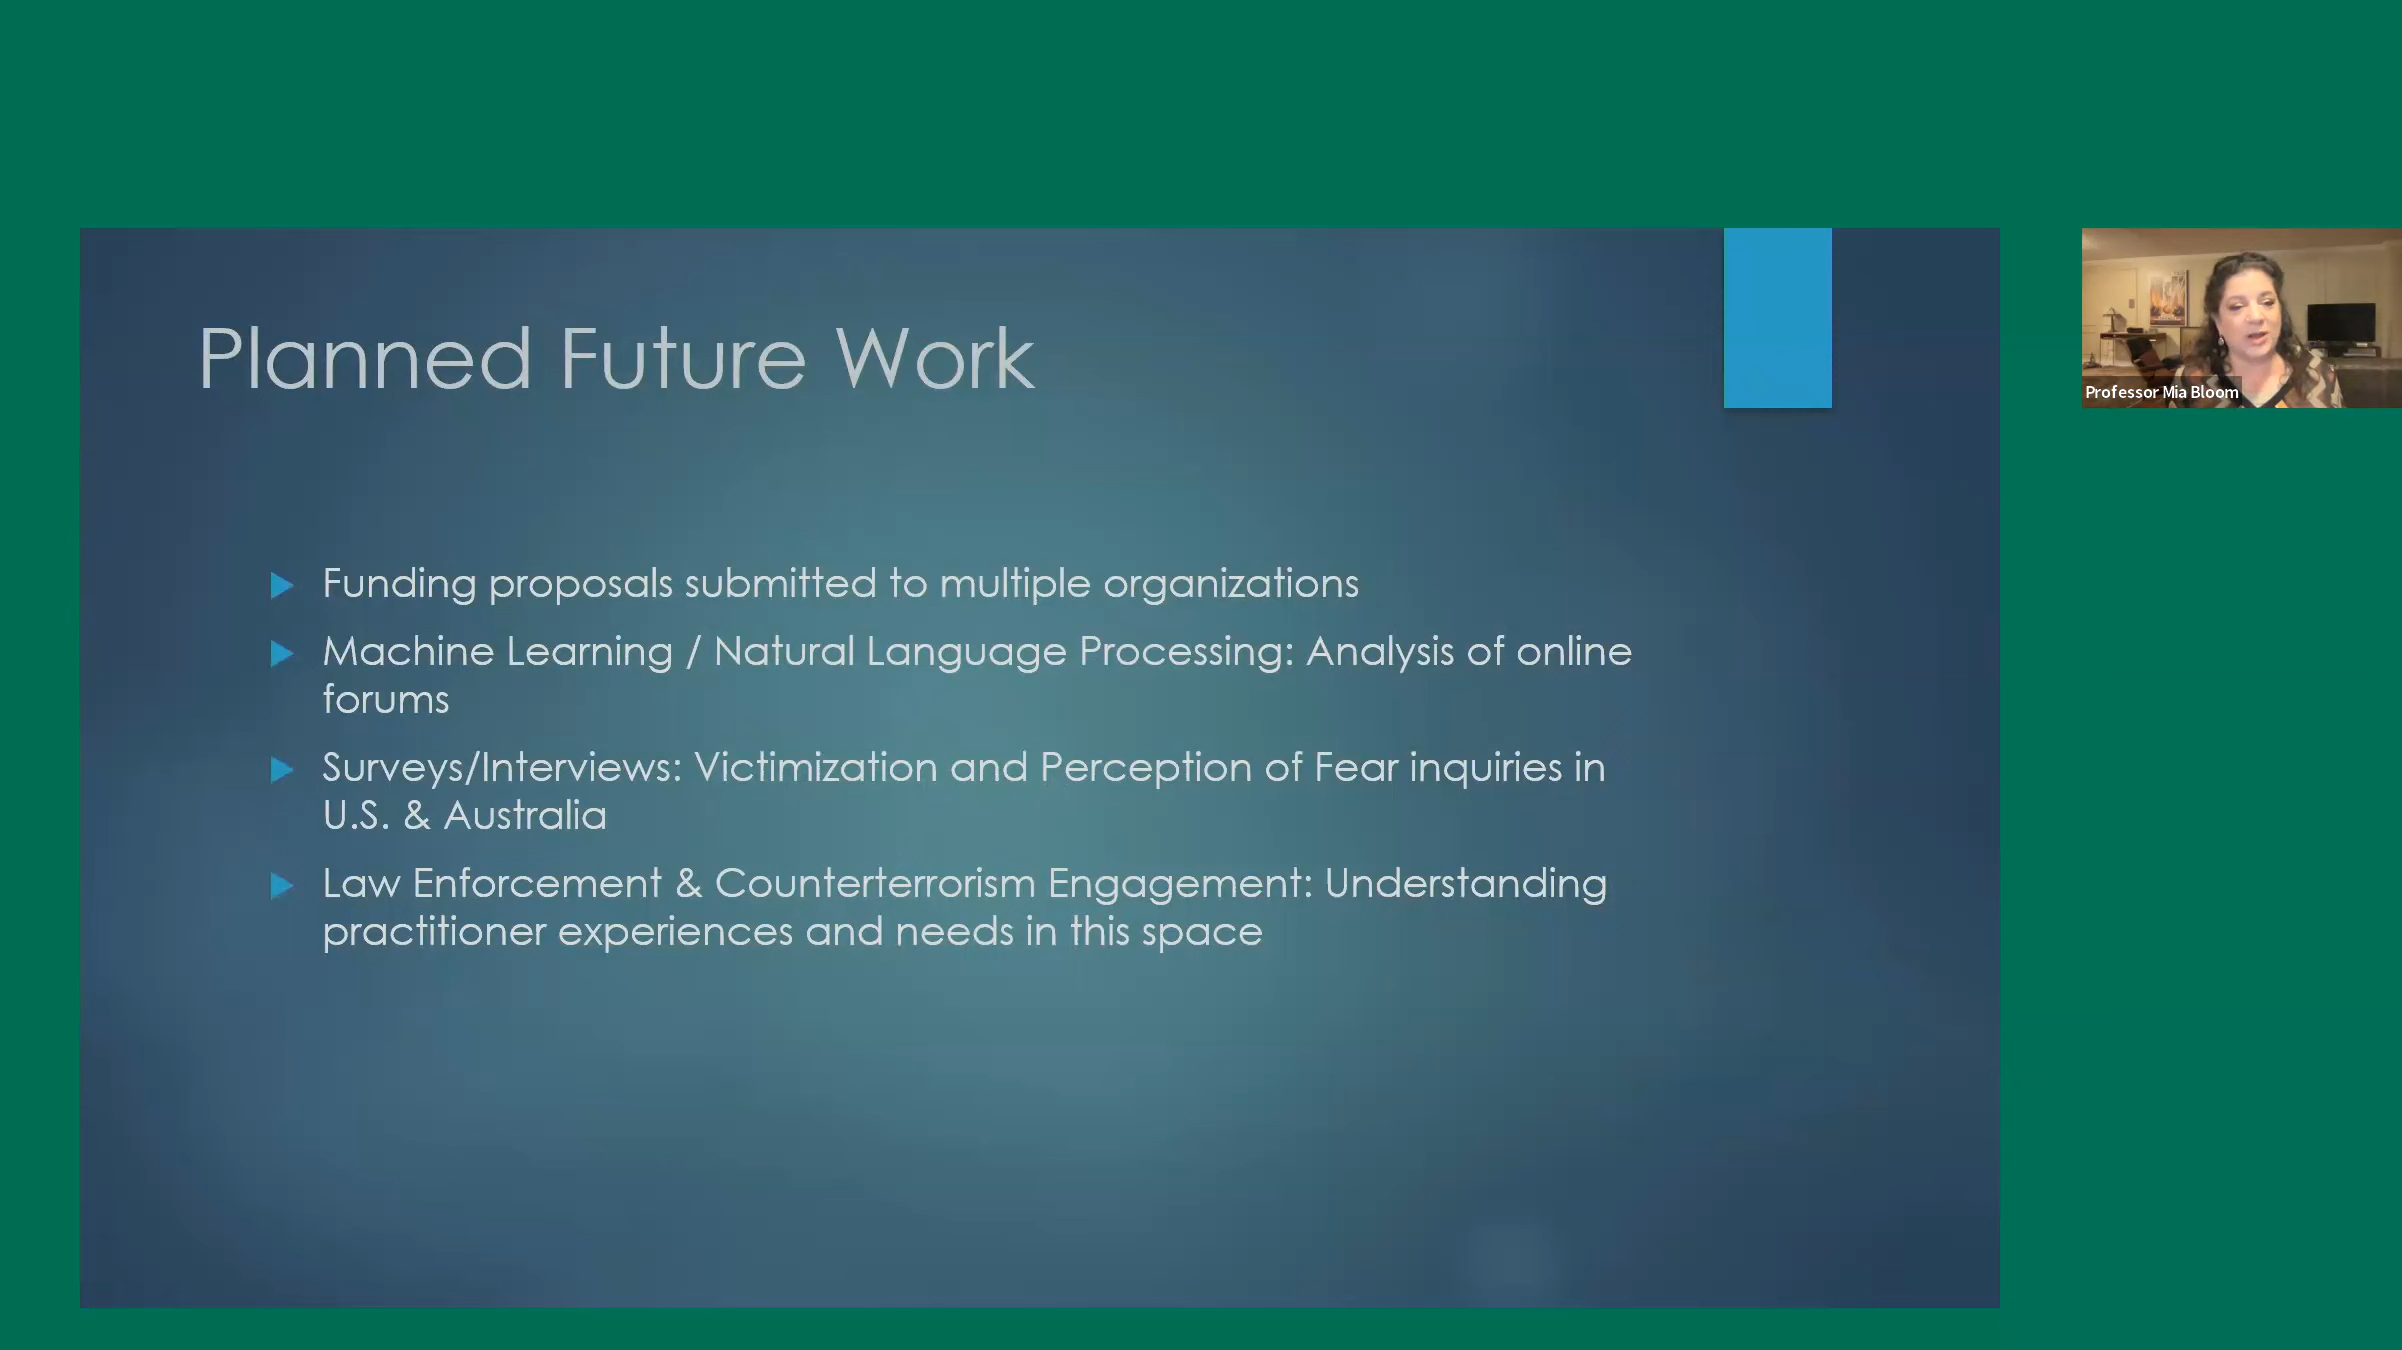 Planned Future Work
Funding proposals submitted to multiple organizations
Machine Learning / Natural Language Processing: Analysis of online
forums
Surveys/Interviews: Victimization and Perception of Fear inquiries in
U.S. & Australia
Law Enforcement & Counterterrorism Engagement: Understanding
practitioner experiences and needs in this space
Professor Mia Bloom